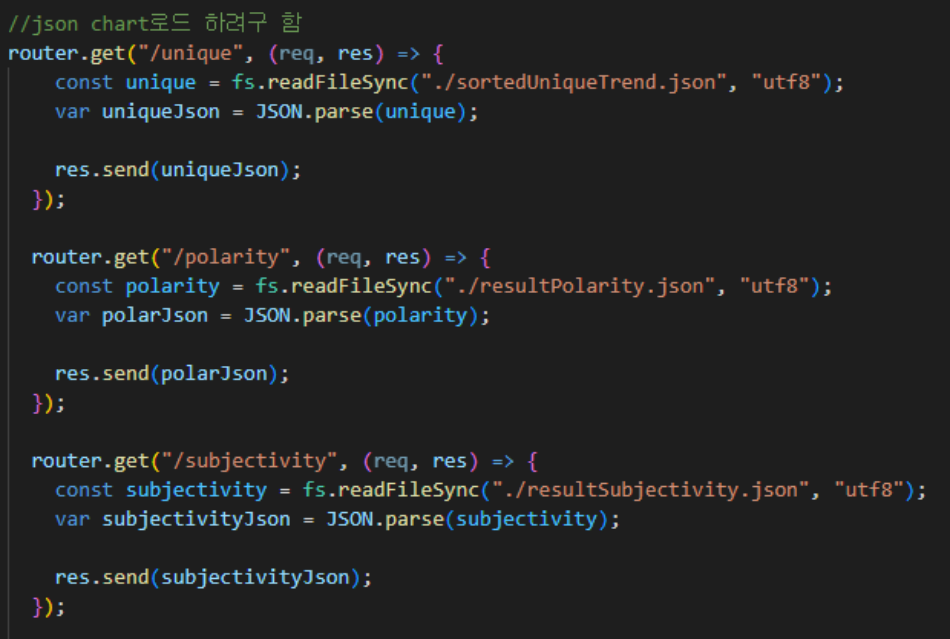 //json chart로드 하려구 함
router.get("/unique", (req, res) => {
const unique = fs.readFileSync("./sortedUniqueTrend.json", "utf8");
var uniqueJson = JSON.parse(unique);
res.send(uniqueJson);
});
router.get("/polarity", (req, res) => {
const polarity = fs.readFileSync("./resultPolarity.json", "utf8");
var polarJson = JSON.parse(polarity);
res.send(polarJson);
});
router.get("/subjectivity", (req, res) => {
const subjectivity = fs.readFileSync("./resultSubjectivity.json", "utf8");
var subjectivityJson = JSON.parse(subjectivity);
res.send(subjectivityJson);
});